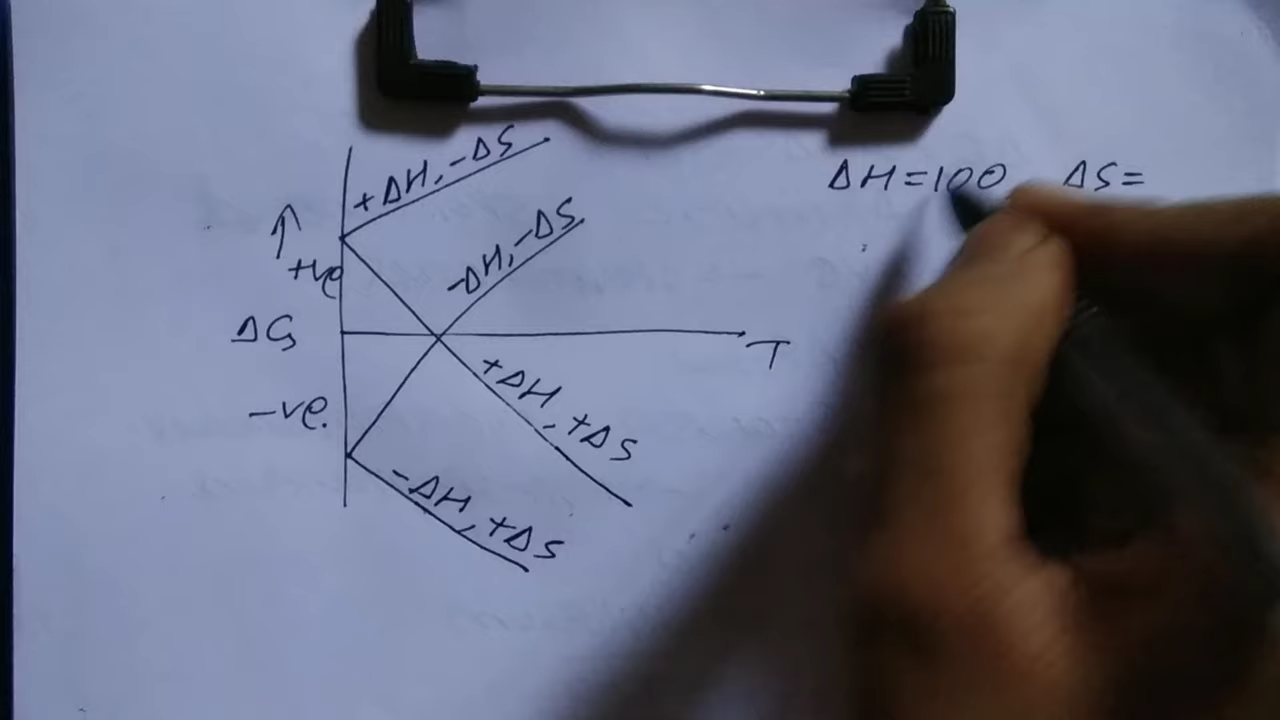 +ΔH, -ΔS
ΔH=100 ΔS=
-ΔH, -ΔS
↑
+ve
ΔG
T
-ve.
+ΔH, +ΔS
-ΔH, +ΔS